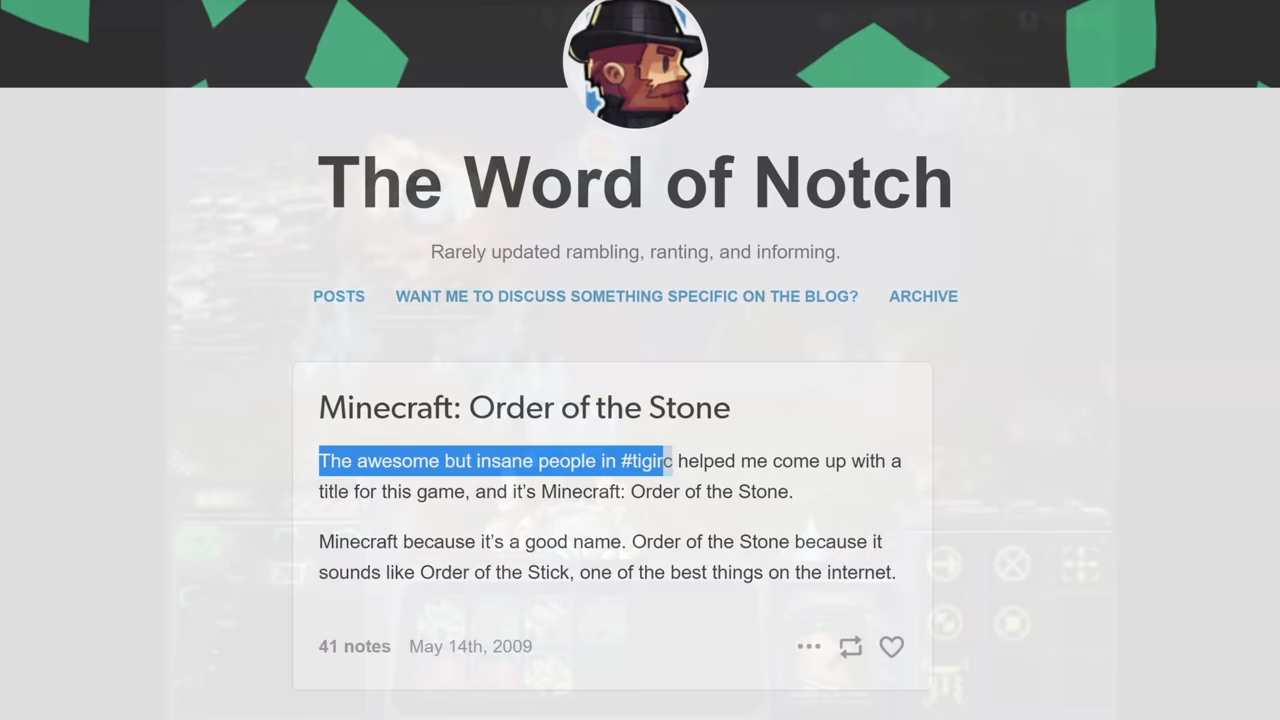 The Word of Notch
Rarely updated rambling, ranting, and informing.
POSTS WANT ME TO DISCUSS SOMETHING SPECIFIC ON THE BLOG? ARCHIVE
Minecraft: Order of the Stone
The awesome but insane people in #tigirc helped me come up with a
title for this game, and it’s Minecraft: Order of the Stone.
Minecraft because it’s a good name. Order of the Stone because it
sounds like Order of the Stick, one of the best things on the internet.
41 notes May 14th, 2009